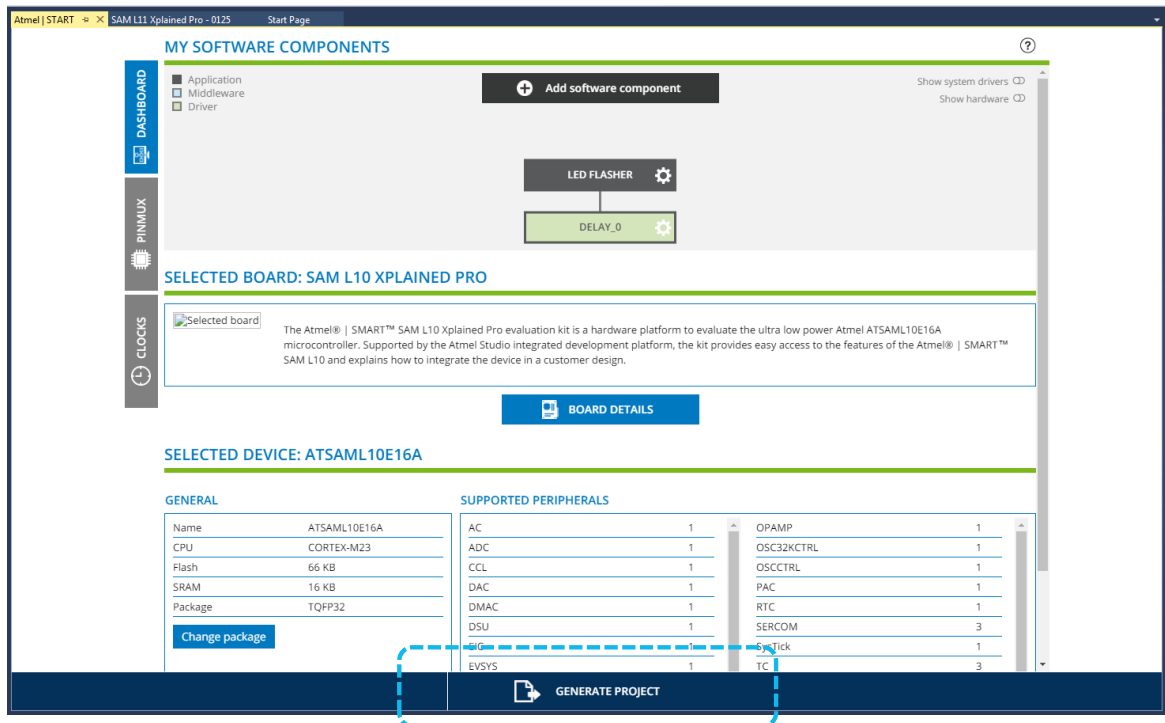 Atmel | START
SAM L11 Xplained Pro - 0125
Start Page
MY SOFTWARE COMPONENTS
?
DASHBOARD
PINMUX
CLOCKS
Application
Middleware
Driver
Add software component
Show system drivers
Show hardware
LED FLASHER
DELAY_0
SELECTED BOARD: SAM L10 XPLAINED PRO
Selected board
The Atmel® | SMART™ SAM L10 Xplained Pro evaluation kit is a hardware platform to evaluate the ultra low power Atmel ATSAML10E16A
microcontroller. Supported by the Atmel Studio integrated development platform, the kit provides easy access to the features of the Atmel® | SMART™
SAM L10 and explains how to integrate the device in a customer design.
BOARD DETAILS
SELECTED DEVICE: ATSAML10E16A
GENERAL
Name ATSAML10E16A
CPU CORTEX-M23
Flash 66 KB
SRAM 16 KB
Package TQFP32
Change package
SUPPORTED PERIPHERALS
AC 1
ADC 1
CCL 1
DAC 1
DMAC 1
DSU 1
EIC 1
EVSYS 1
OPAMP 1
OSC32KCTRL 1
OSCCTRL 1
PAC 1
RTC 1
SERCOM 3
SysTick 1
TC 3
GENERATE PROJECT